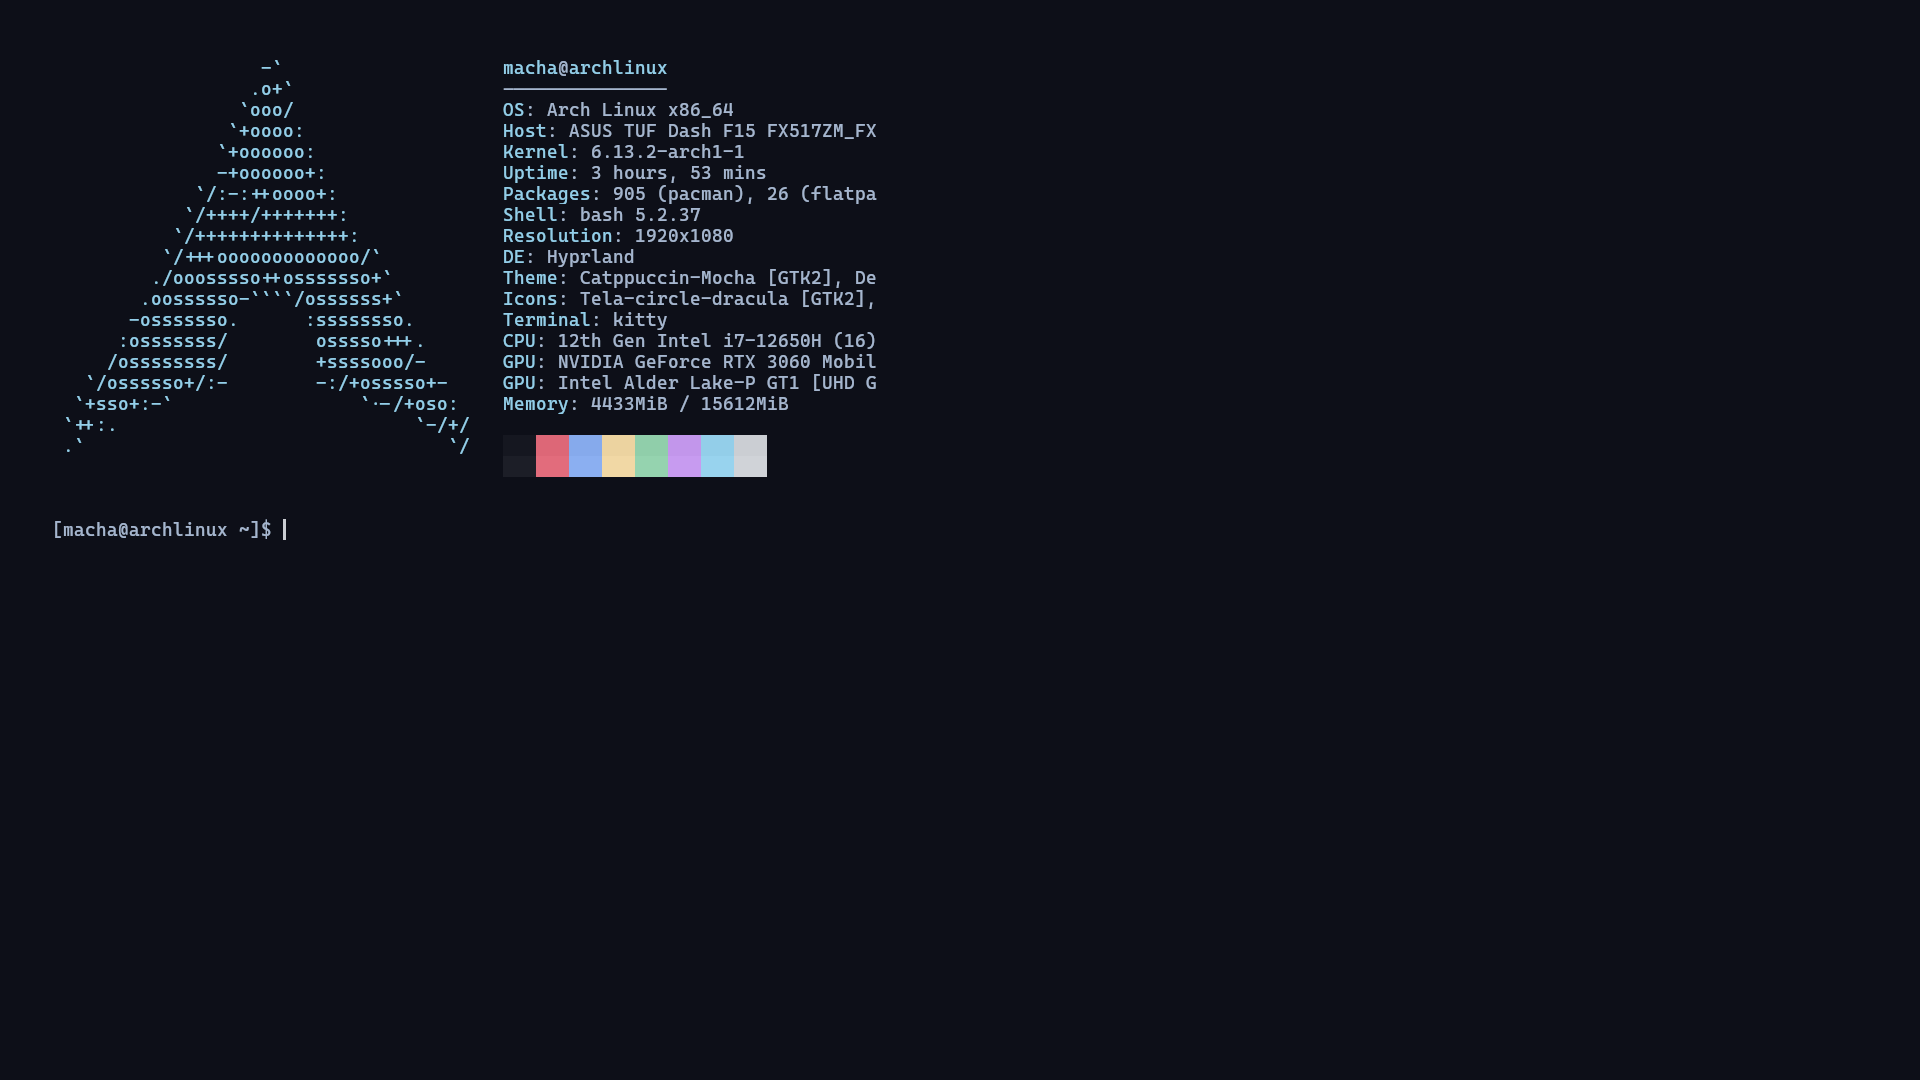 -`                    macha@archlinux
                  .o+`                   ---------------
                 `ooo/                   OS: Arch Linux x86_64
                `+oooo:                  Host: ASUS TUF Dash F15 FX517ZM_FX
               `+oooooo:                 Kernel: 6.13.2-arch1-1
               -+oooooo+:                Uptime: 3 hours, 53 mins
             `/:-:++oooo+:               Packages: 905 (pacman), 26 (flatpa
            `/++++/+++++++:              Shell: bash 5.2.37
           `/++++++++++++++:             Resolution: 1920x1080
          `/+++ooooooooooooo/`           DE: Hyprland
         ./ooosssso++osssssso+`          Theme: Catppuccin-Mocha [GTK2], De
        .oossssso-````/ossssss+`         Icons: Tela-circle-dracula [GTK2],
       -osssssso.      :ssssssso.        Terminal: kitty
      :osssssss/        osssso+++.       CPU: 12th Gen Intel i7-12650H (16)
     /ossssssss/        +ssssooo/-       GPU: NVIDIA GeForce RTX 3060 Mobil
   `/ossssso+/:-        -:/+osssso+-     GPU: Intel Alder Lake-P GT1 [UHD G
  `+sso+:-`                 `.-/+oso:    Memory: 4433MiB / 15612MiB
 `++:.                           `-/+/
 .`                                 `/
[macha@archlinux ~]$